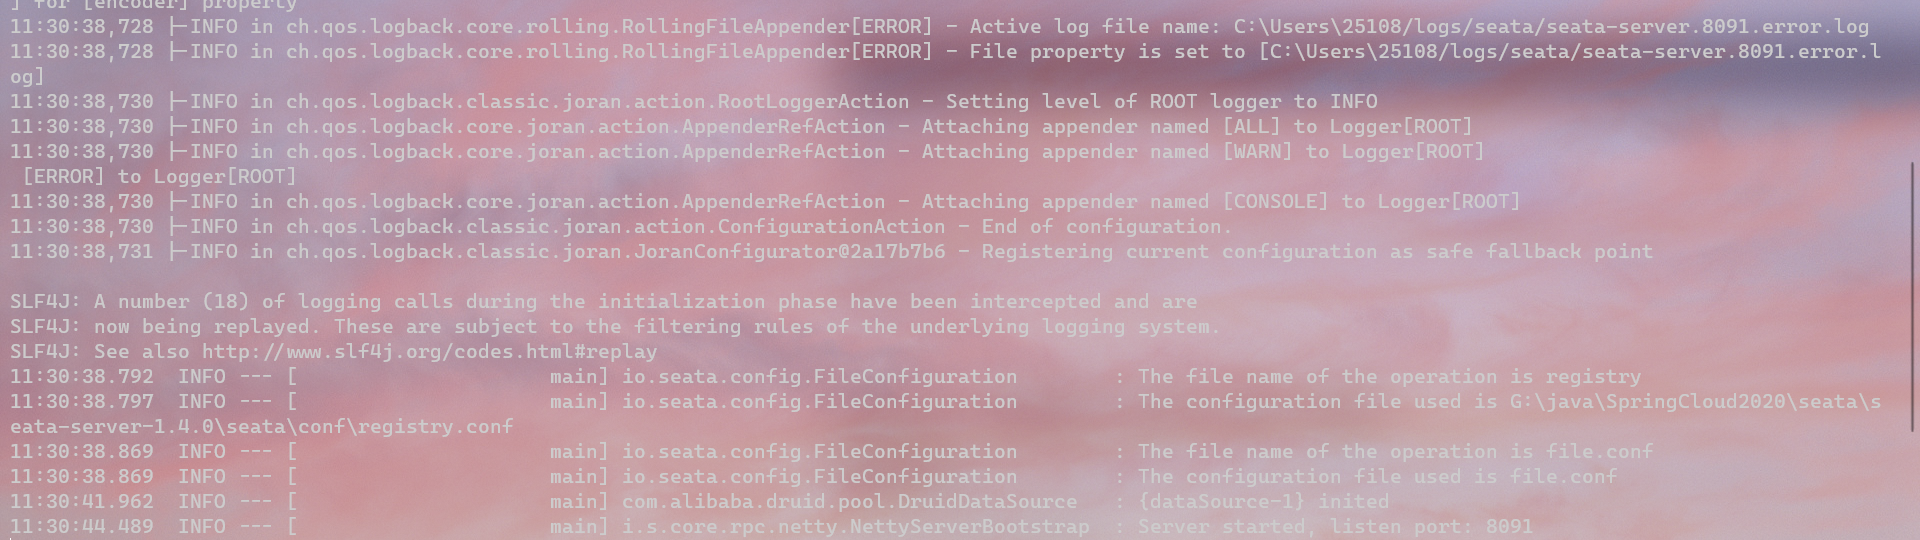 ] for [encoder] property
11:30:38,728 ├─INFO in ch.qos.logback.core.rolling.RollingFileAppender[ERROR] - Active log file name: C:\Users\25108/logs/seata/seata-server.8091.error.log
11:30:38,728 ├─INFO in ch.qos.logback.core.rolling.RollingFileAppender[ERROR] - File property is set to [C:\Users\25108/logs/seata/seata-server.8091.error.l
og]
11:30:38,730 ├─INFO in ch.qos.logback.classic.joran.action.RootLoggerAction - Setting level of ROOT logger to INFO
11:30:38,730 ├─INFO in ch.qos.logback.core.joran.action.AppenderRefAction - Attaching appender named [ALL] to Logger[ROOT]
11:30:38,730 ├─INFO in ch.qos.logback.core.joran.action.AppenderRefAction - Attaching appender named [WARN] to Logger[ROOT]
[ERROR] to Logger[ROOT]
11:30:38,730 ├─INFO in ch.qos.logback.core.joran.action.AppenderRefAction - Attaching appender named [CONSOLE] to Logger[ROOT]
11:30:38,730 ├─INFO in ch.qos.logback.classic.joran.action.ConfigurationAction - End of configuration.
11:30:38,731 ├─INFO in ch.qos.logback.classic.joran.JoranConfigurator@2a17b7b6 - Registering current configuration as safe fallback point
SLF4J: A number (18) of logging calls during the initialization phase have been intercepted and are
SLF4J: now being replayed. These are subject to the filtering rules of the underlying logging system.
SLF4J: See also http://www.slf4j.org/codes.html#replay
11:30:38.792  INFO --- [                     main] io.seata.config.FileConfiguration        : The file name of the operation is registry
11:30:38.797  INFO --- [                     main] io.seata.config.FileConfiguration        : The configuration file used is G:\java\SpringCloud2020\seata\s
eata-server-1.4.0\seata\conf\registry.conf
11:30:38.869  INFO --- [                     main] io.seata.config.FileConfiguration        : The file name of the operation is file.conf
11:30:38.869  INFO --- [                     main] io.seata.config.FileConfiguration        : The configuration file used is file.conf
11:30:41.962  INFO --- [                     main] com.alibaba.druid.pool.DruidDataSource   : {dataSource-1} inited
11:30:44.489  INFO --- [                     main] i.s.core.rpc.netty.NettyServerBootstrap  : Server started, listen port: 8091